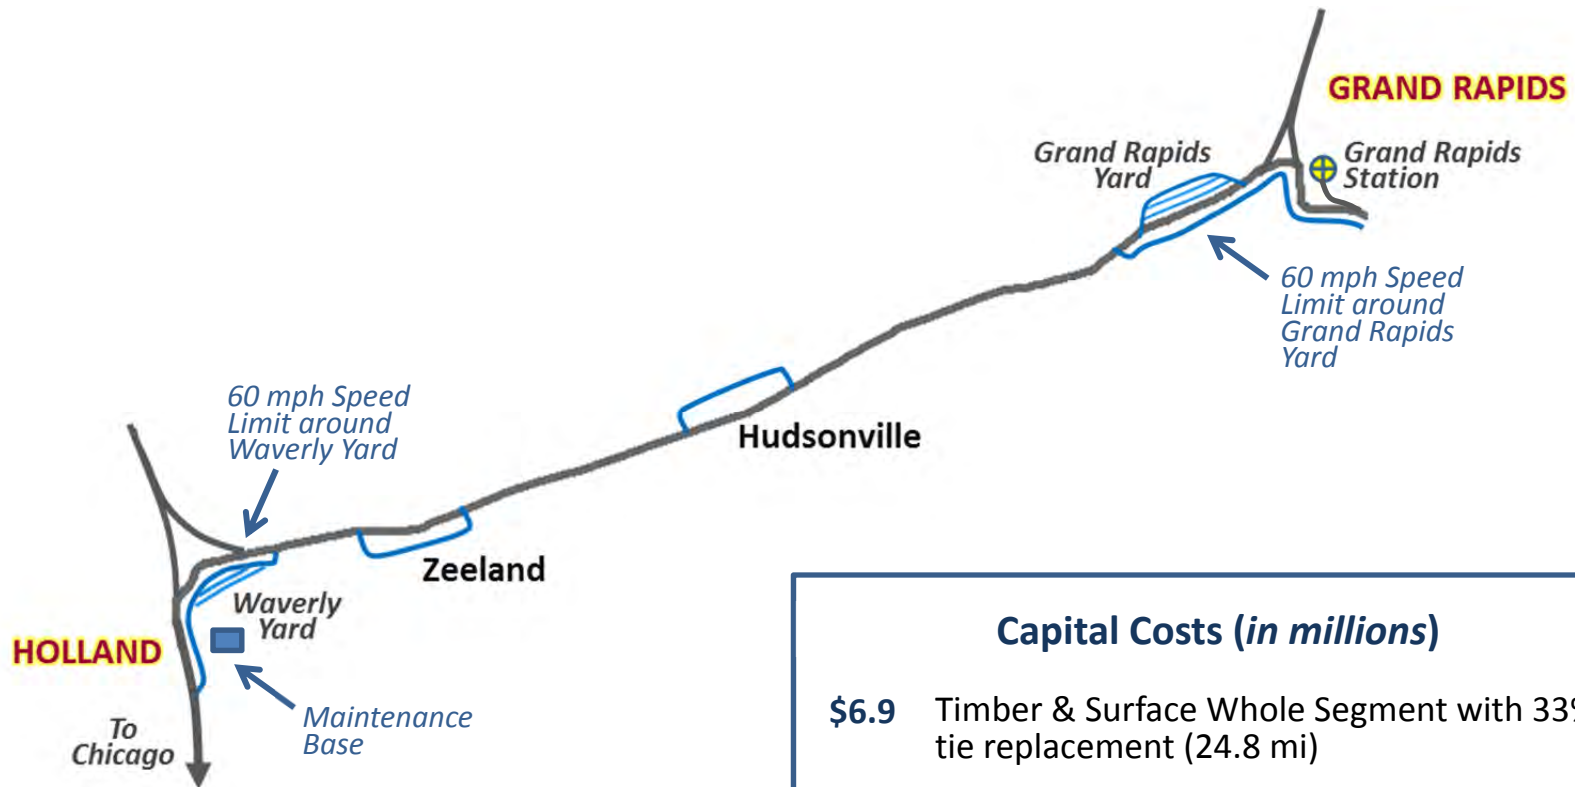 GRAND RAPIDS
Grand Rapids
Yard
Grand Rapids
Station
60 mph Speed
Limit around
Grand Rapids
Yard
60 mph Speed
Limit around
Waverly Yard
Hudsonville
Zeeland
Waverly
Yard
HOLLAND
Maintenance
Base
To
Chicago
Capital Costs (in millions)
$6.9 Timber & Surface Whole Segment with 33%
tie replacement (24.8 mi)